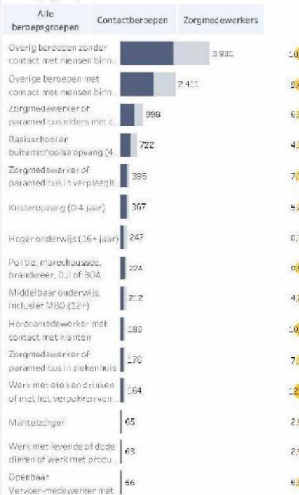 Alle
beroepsgroepen
Contactberoepen
Zorgmedewerkers
Overig beroepen zonder
contact met mensen binn..
3.931
Overige beroepen met
contact met mensen binn..
2.411
Zorgmedewerker of
paramedicus elders met c..
998
Basisschool en
buitenschoolse opvang (4..
722
Zorgmedewerker of
paramedicus in verpleegh..
Kinderopvang (0-4 jaar)
367
Hoger onderwijs (16+ jaar)
247
Politie, marechaussee,
brandweer, DJI of BOA
224
Middelbaar onderwijs,
inclusief MBO (12+)
212
Horecamedewerker met
contact met klanten
Zorgmedewerker of
paramedicus in ziekenhuis
176
Werk met eten en drinken
of met het verpakken van..
164
Mantelzorger
65
Werk met levende of dode
dieren of werk met produ..
63
Openbaar
Vervoer-medewerker met
56